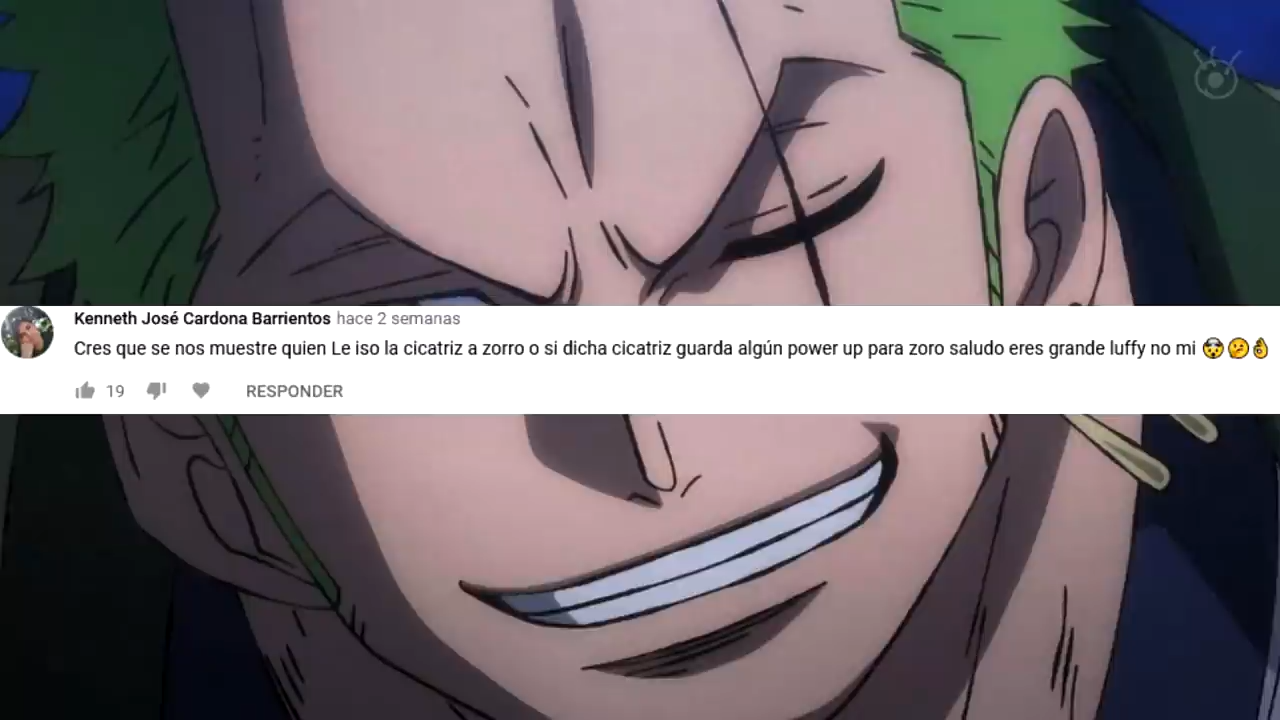 Kenneth José Cardona Barrientos hace 2 semanas
Cres que se nos muestre quien Le iso la cicatriz a zorro o si dicha cicatriz guarda algún power up para zoro saludo eres grande luffy no mi 🤯🤔👌
19 RESPONDER